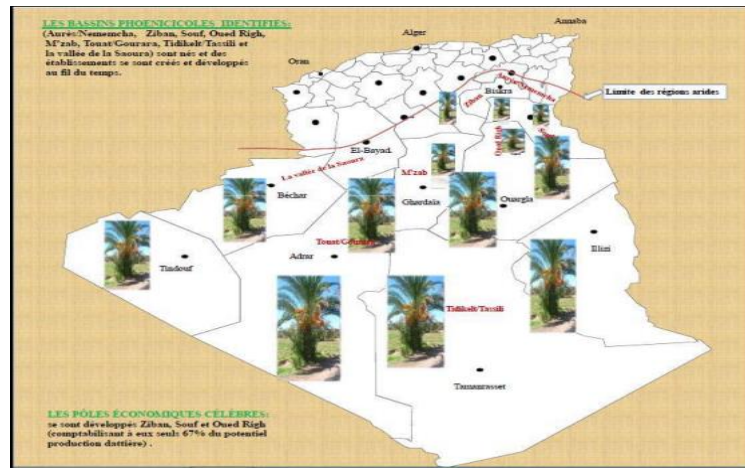 LES BASSINS PHOENICICOLES IDENTIFIES:
(Aurès/Nememcha, Ziban, Souf, Oued Righ,
M'zab, Touat/Gourara, Tidikelt/Tassili et
la vallée de la Saoura) sont nés et des
établissements se sont créés et développés
au fil du temps.
Annaba
Alger
Oran
Biskra
Limite des régions arides
Ziban
Oued Righ
El-Bayad.
La vallée de la Saoura
M'zab
Béchar
Ghardaïa
Ouargla
Touat/Gourara
Adrar
Illizi
Tindouf
Tidikelt/Tassili
Tamanrasset
LES PÔLES ÉCONOMIQUES CÉLÈBRES:
se sont développés Ziban, Souf et Oued Righ
(comptabilisant à eux seuls 67% du potentiel
production dattière) .